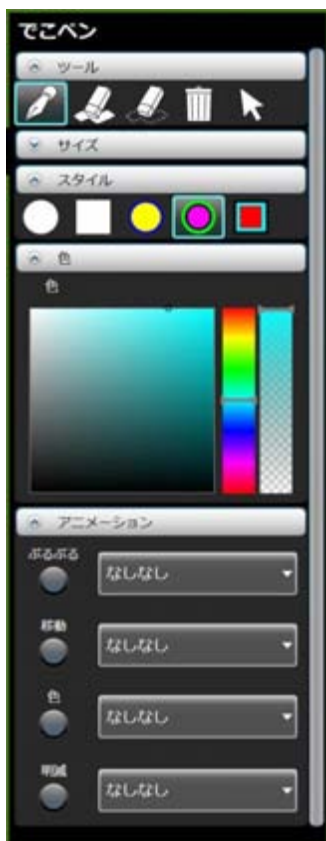 でこペン
ツール
サイズ
スタイル
色
色
アニメーション
ぷるぷる
なしなし
移動
なしなし
色
なしなし
明滅
なしなし